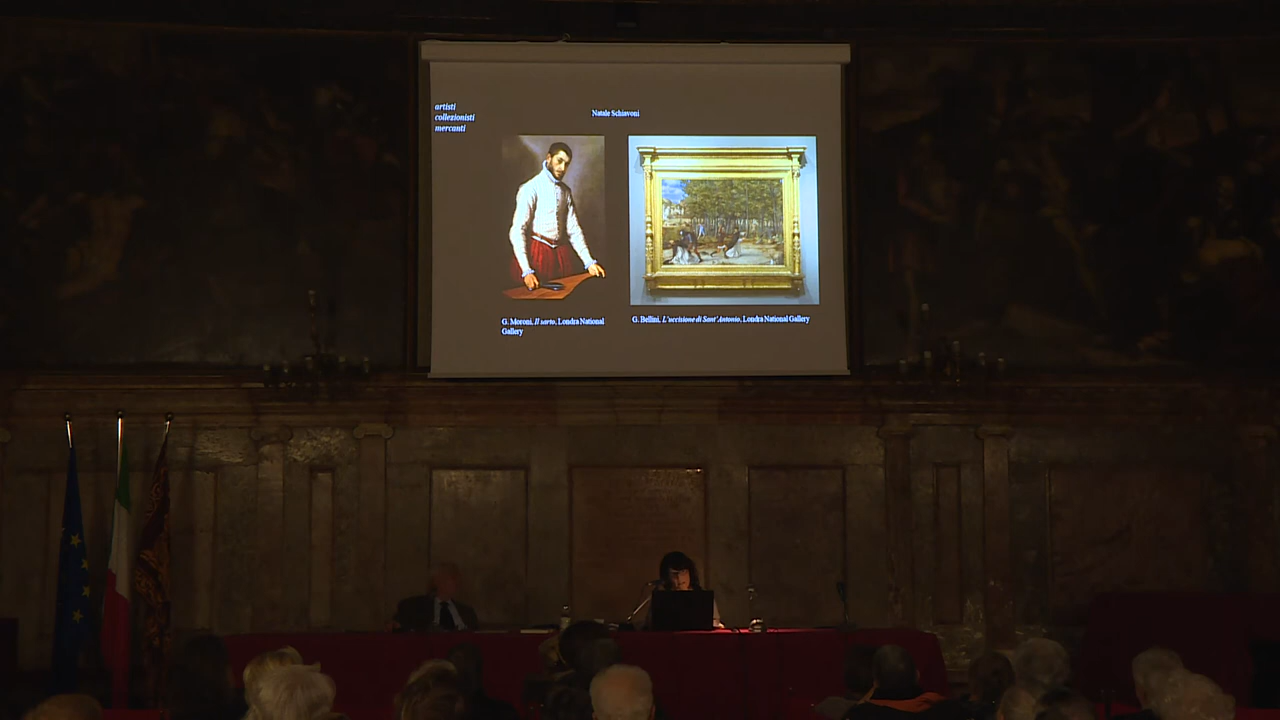 artisti
collezionisti
mercanti
Natale Schiavoni
G. Moroni, Il sarto, Londra National
Gallery
G. Bellini, L'uccisione di Sant'Antonio, Londra National Gallery